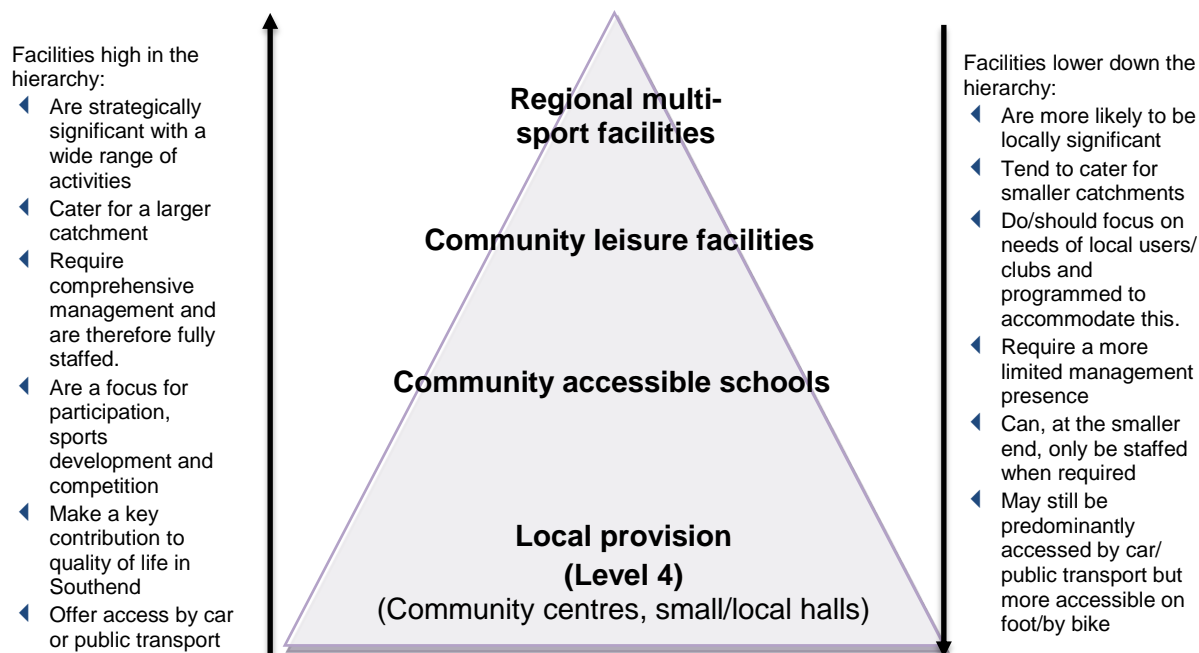 Facilities high in the
hierarchy:
Are strategically
significant with a
wide range of
activities
Cater for a larger
catchment
Require
comprehensive
management and
are therefore fully
staffed.
Are a focus for
participation,
sports
development and
competition
Make a key
contribution to
quality of life in
Southend
Offer access by car
or public transport
Regional multi-
sport facilities
Community leisure facilities
Community accessible schools
Local provision
(Level 4)
(Community centres, small/local halls)
Facilities lower down the
hierarchy:
Are more likely to be
locally significant
Tend to cater for
smaller catchments
Do/should focus on
needs of local users/
clubs and
programmed to
accommodate this.
Require a more
limited management
presence
Can, at the smaller
end, only be staffed
when required
May still be
predominantly
accessed by car/
public transport but
more accessible on
foot/by bike